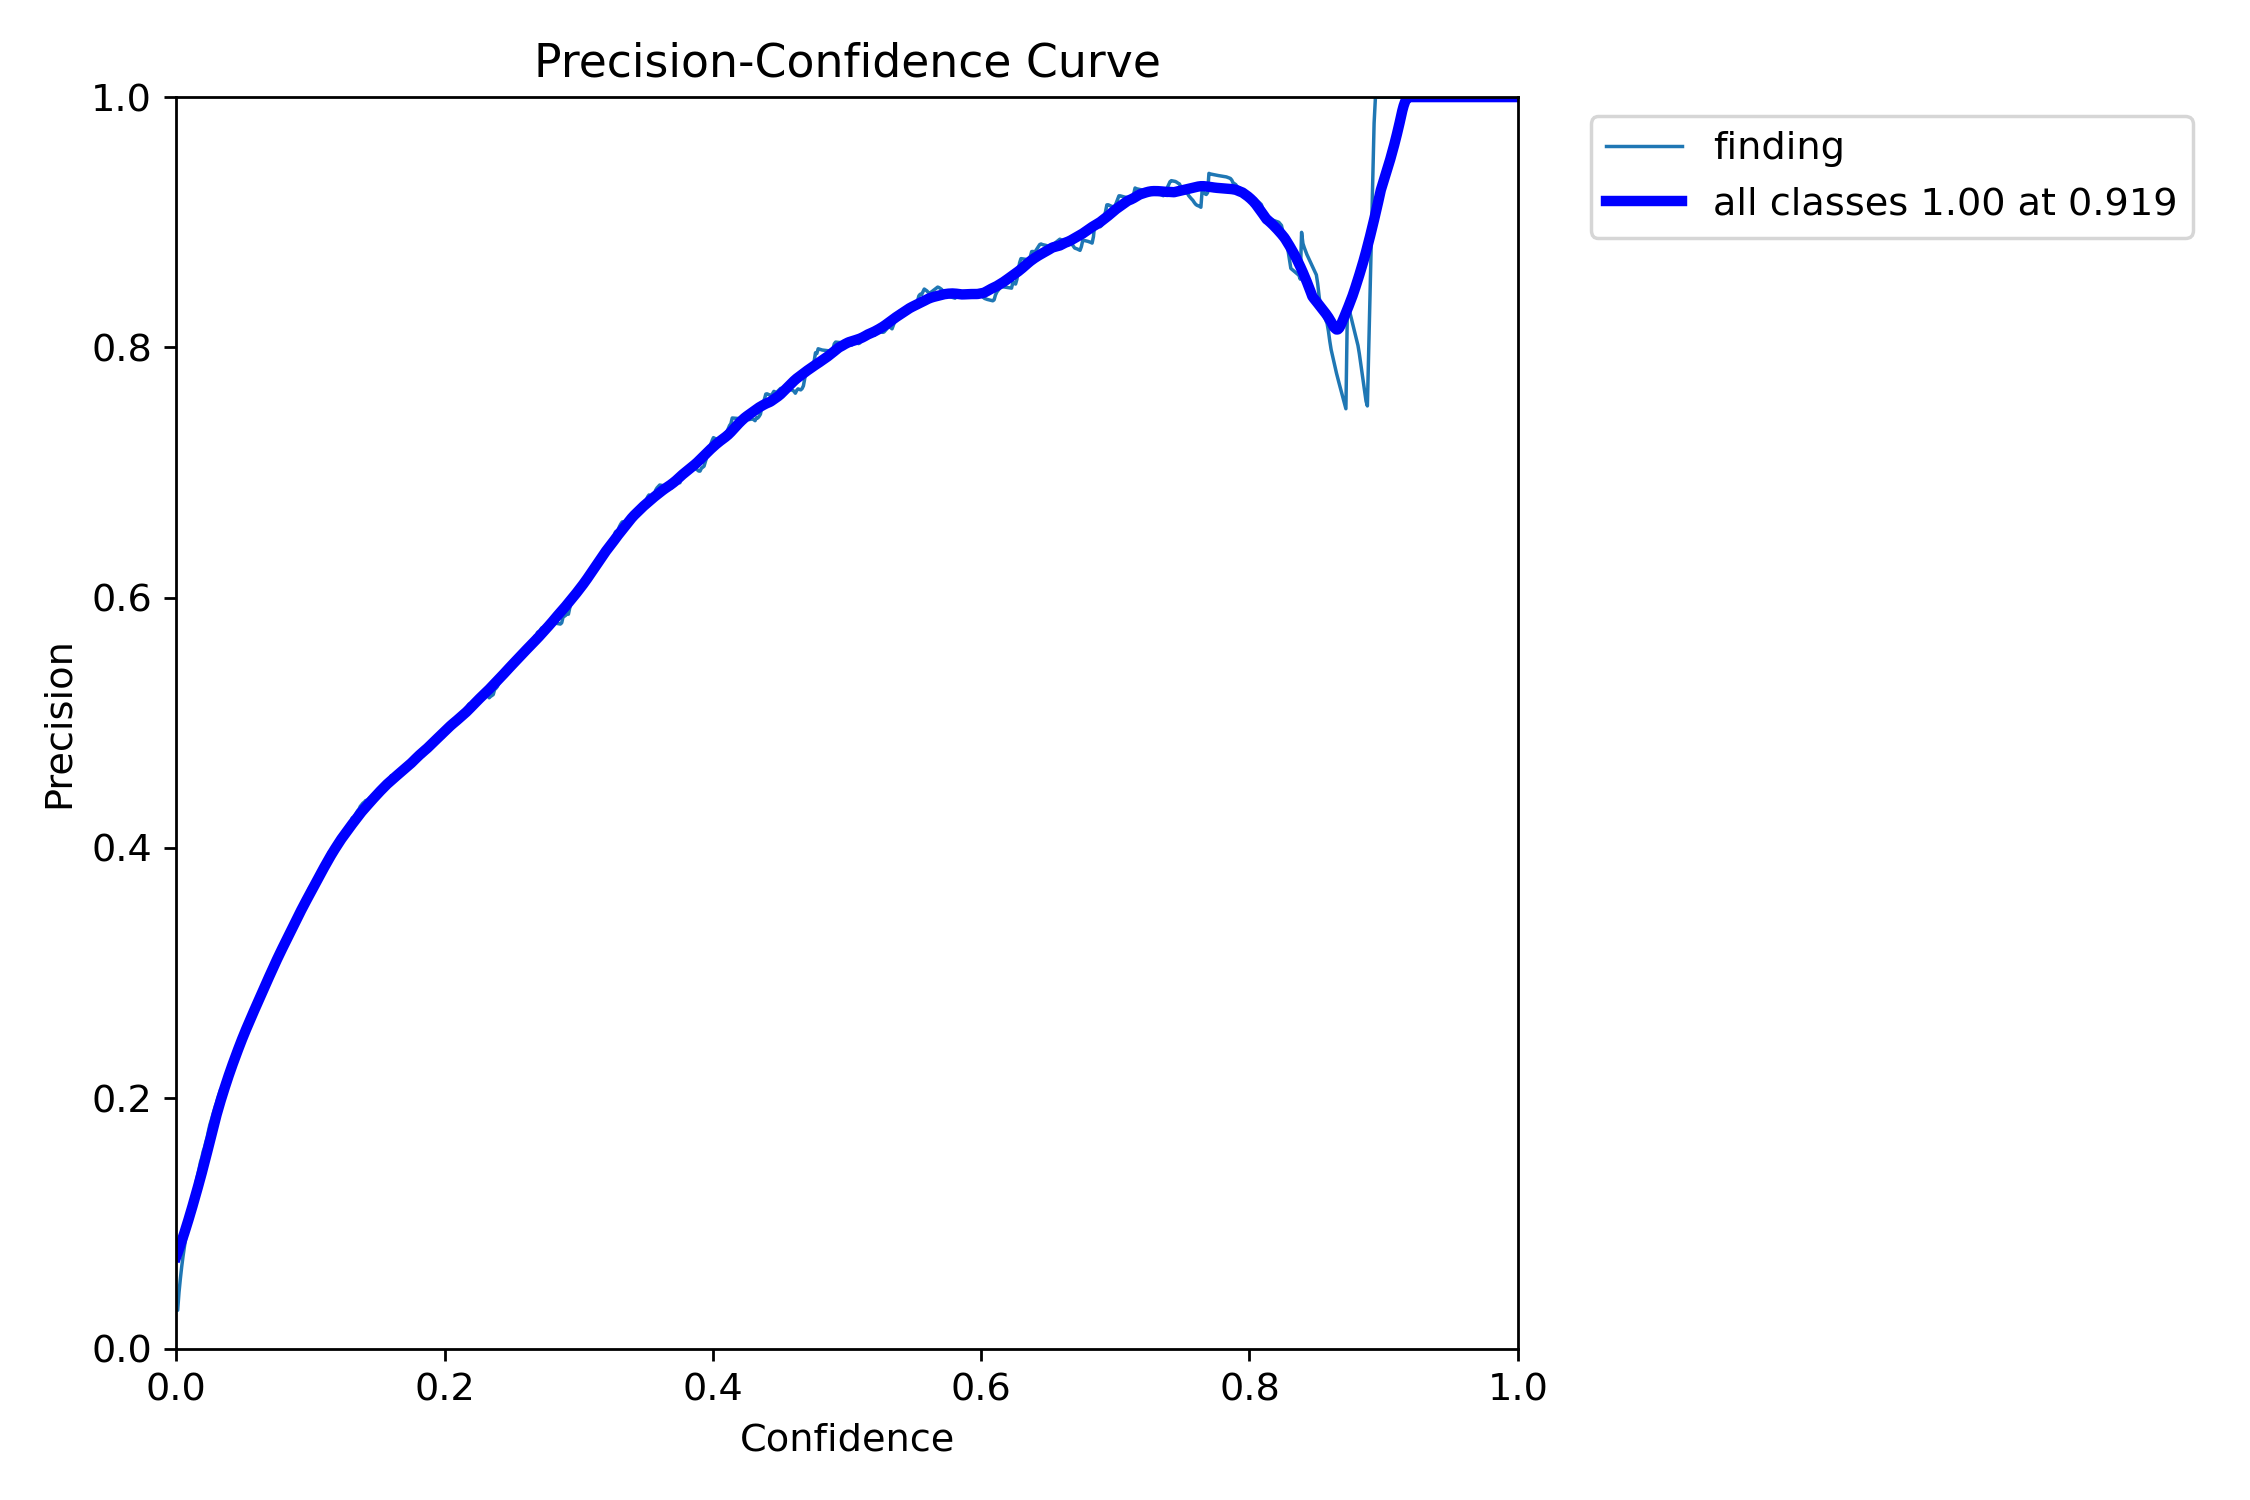 Precision-Confidence Curve
1.0
0.8
0.6
0.4
0.2
0.0
Precision
0.0 0.2 0.4 0.6 0.8 1.0
Confidence
finding
all classes 1.00 at 0.919